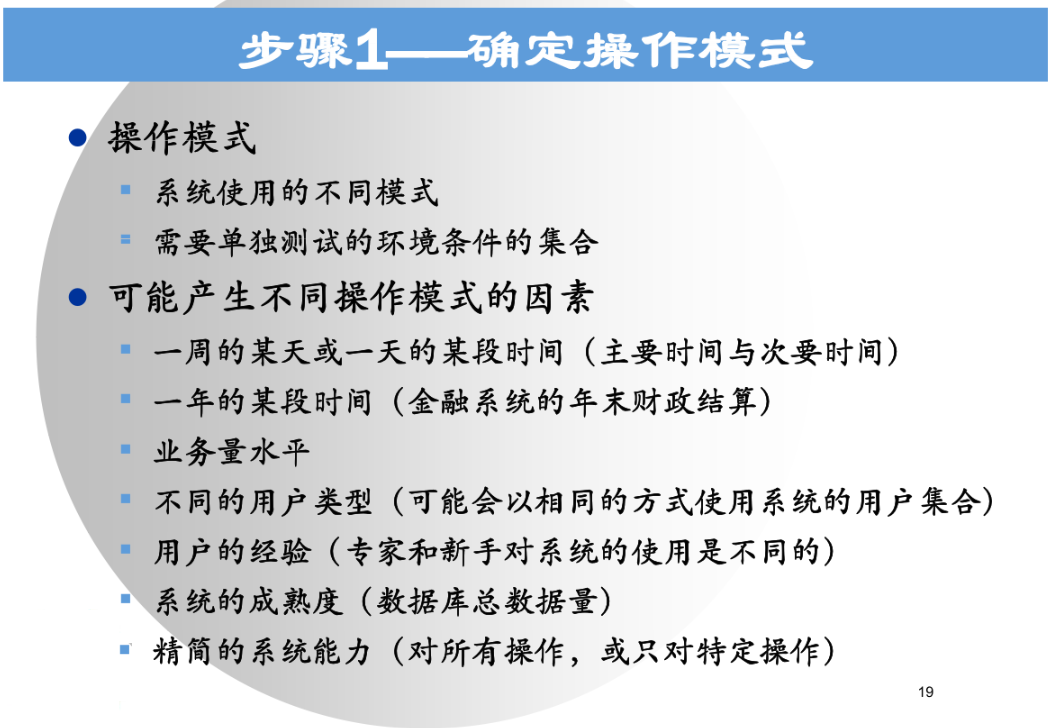 步骤1——确定操作模式
操作模式
系统使用的不同模式
需要单独测试的环境条件的集合
可能产生不同操作模式的因素
一周的某天或一天的某段时间（主要时间与次要时间）
一年的某段时间（金融系统的年末财政结算）
业务量水平
不同的用户类型（可能会以相同的方式使用系统的用户集合）
用户的经验（专家和新手对系统的使用是不同的）
系统的成熟度（数据库总数据量）
精简的系统能力（对所有操作，或只对特定操作）
19